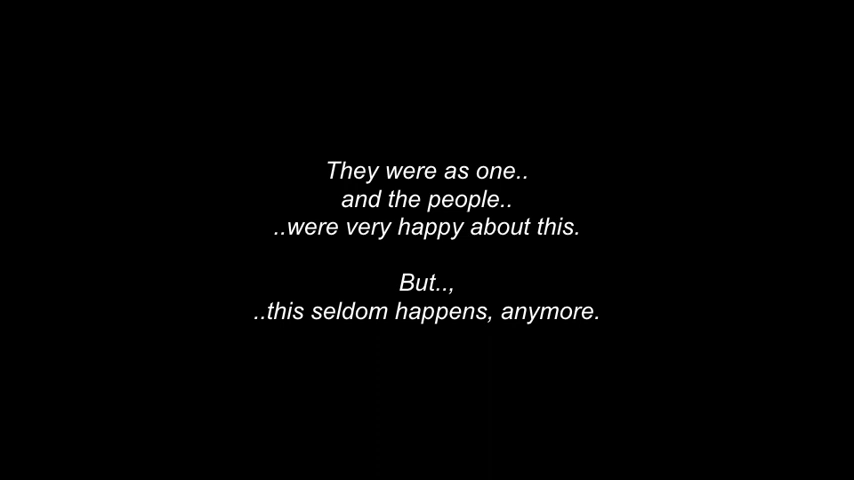 They were as one..
and the people..
..were very happy about this.
But..,
..this seldom happens, anymore.